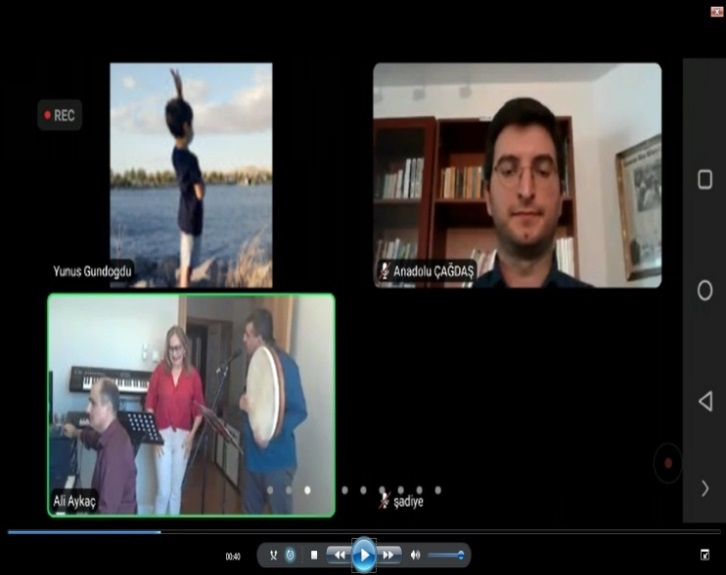 REC
Yunus Gundogdu
Anadolu ÇAĞDAŞ
Ali Aykaç
şadiye
00:40